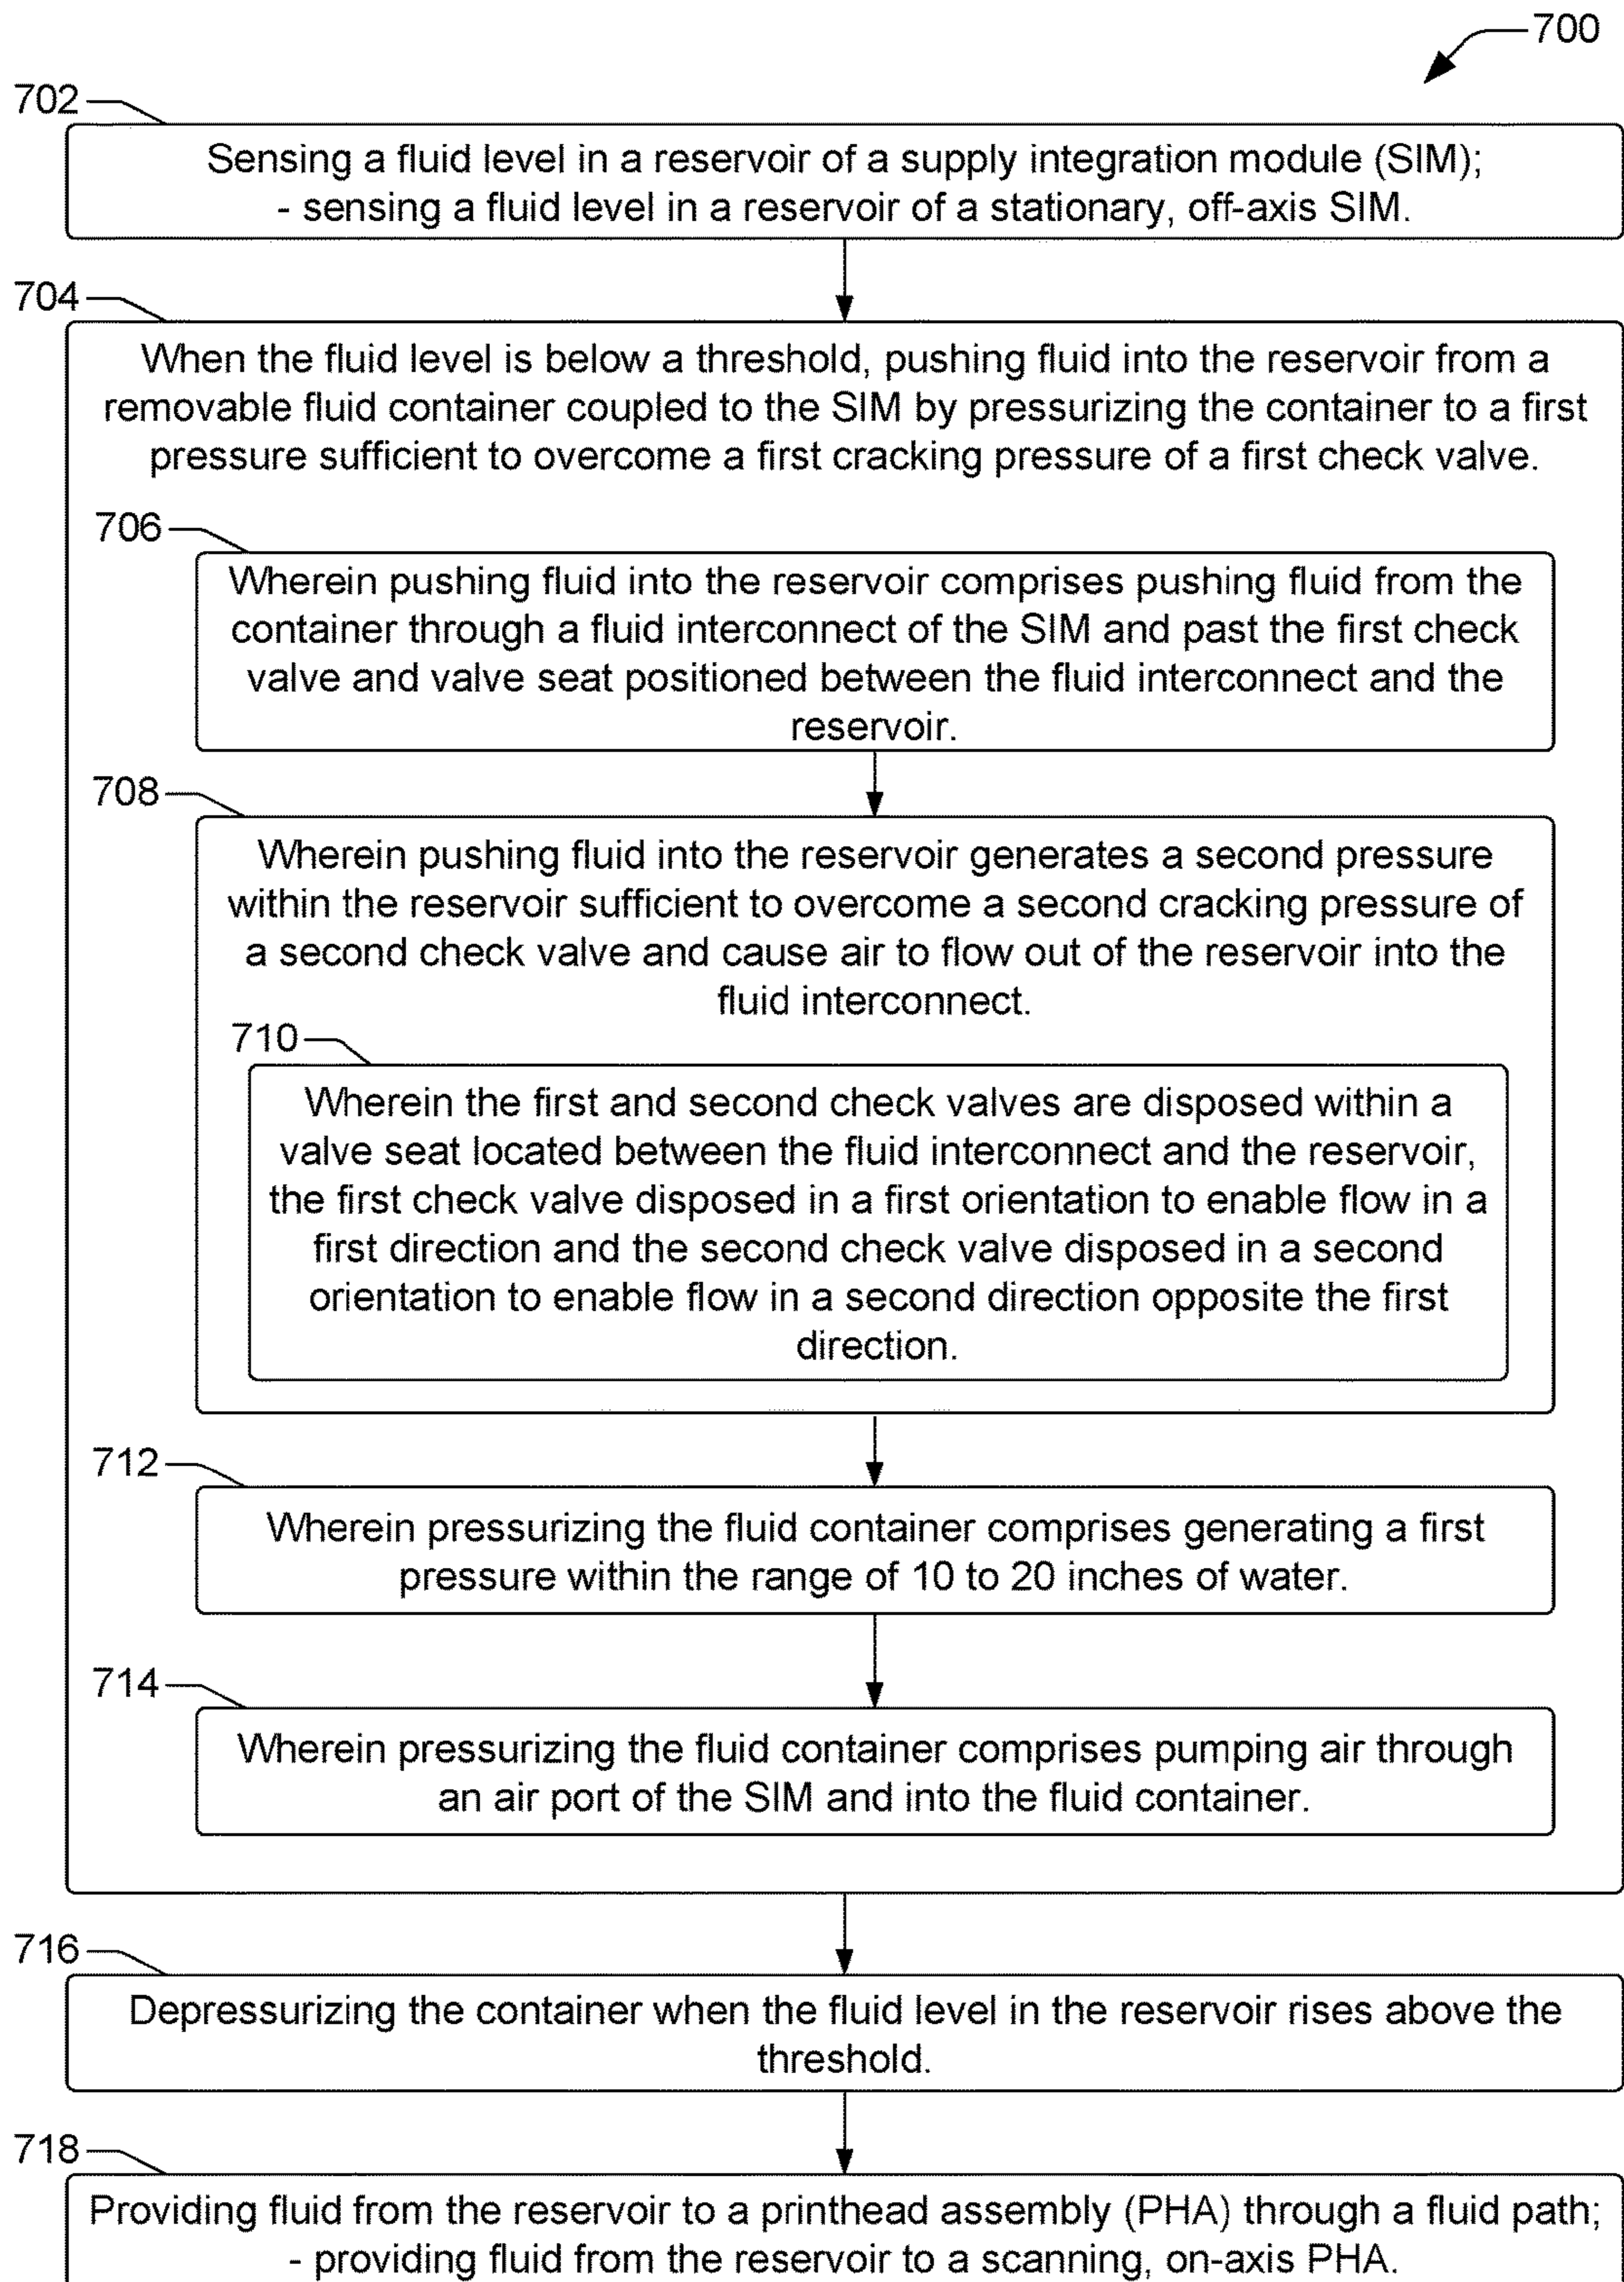 700
702
Sensing a fluid level in a reservoir of a supply integration module (SIM);
- sensing a fluid level in a reservoir of a stationary, off-axis SIM.
704
When the fluid level is below a threshold, pushing fluid into the reservoir from a
removable fluid container coupled to the SIM by pressurizing the container to a first
pressure sufficient to overcome a first cracking pressure of a first check valve.
706
Wherein pushing fluid into the reservoir comprises pushing fluid from the
container through a fluid interconnect of the SIM and past the first check
valve and valve seat positioned between the fluid interconnect and the
reservoir.
708
Wherein pushing fluid into the reservoir generates a second pressure
within the reservoir sufficient to overcome a second cracking pressure of
a second check valve and cause air to flow out of the reservoir into the
fluid interconnect.
710
Wherein the first and second check valves are disposed within a
valve seat located between the fluid interconnect and the reservoir,
the first check valve disposed in a first orientation to enable flow in a
first direction and the second check valve disposed in a second
orientation to enable flow in a second direction opposite the first
direction.
712
Wherein pressurizing the fluid container comprises generating a first
pressure within the range of 10 to 20 inches of water.
714
Wherein pressurizing the fluid container comprises pumping air through
an air port of the SIM and into the fluid container.
716
Depressurizing the container when the fluid level in the reservoir rises above the
threshold.
718
Providing fluid from the reservoir to a printhead assembly (PHA) through a fluid path;
- providing fluid from the reservoir to a scanning, on-axis PHA.